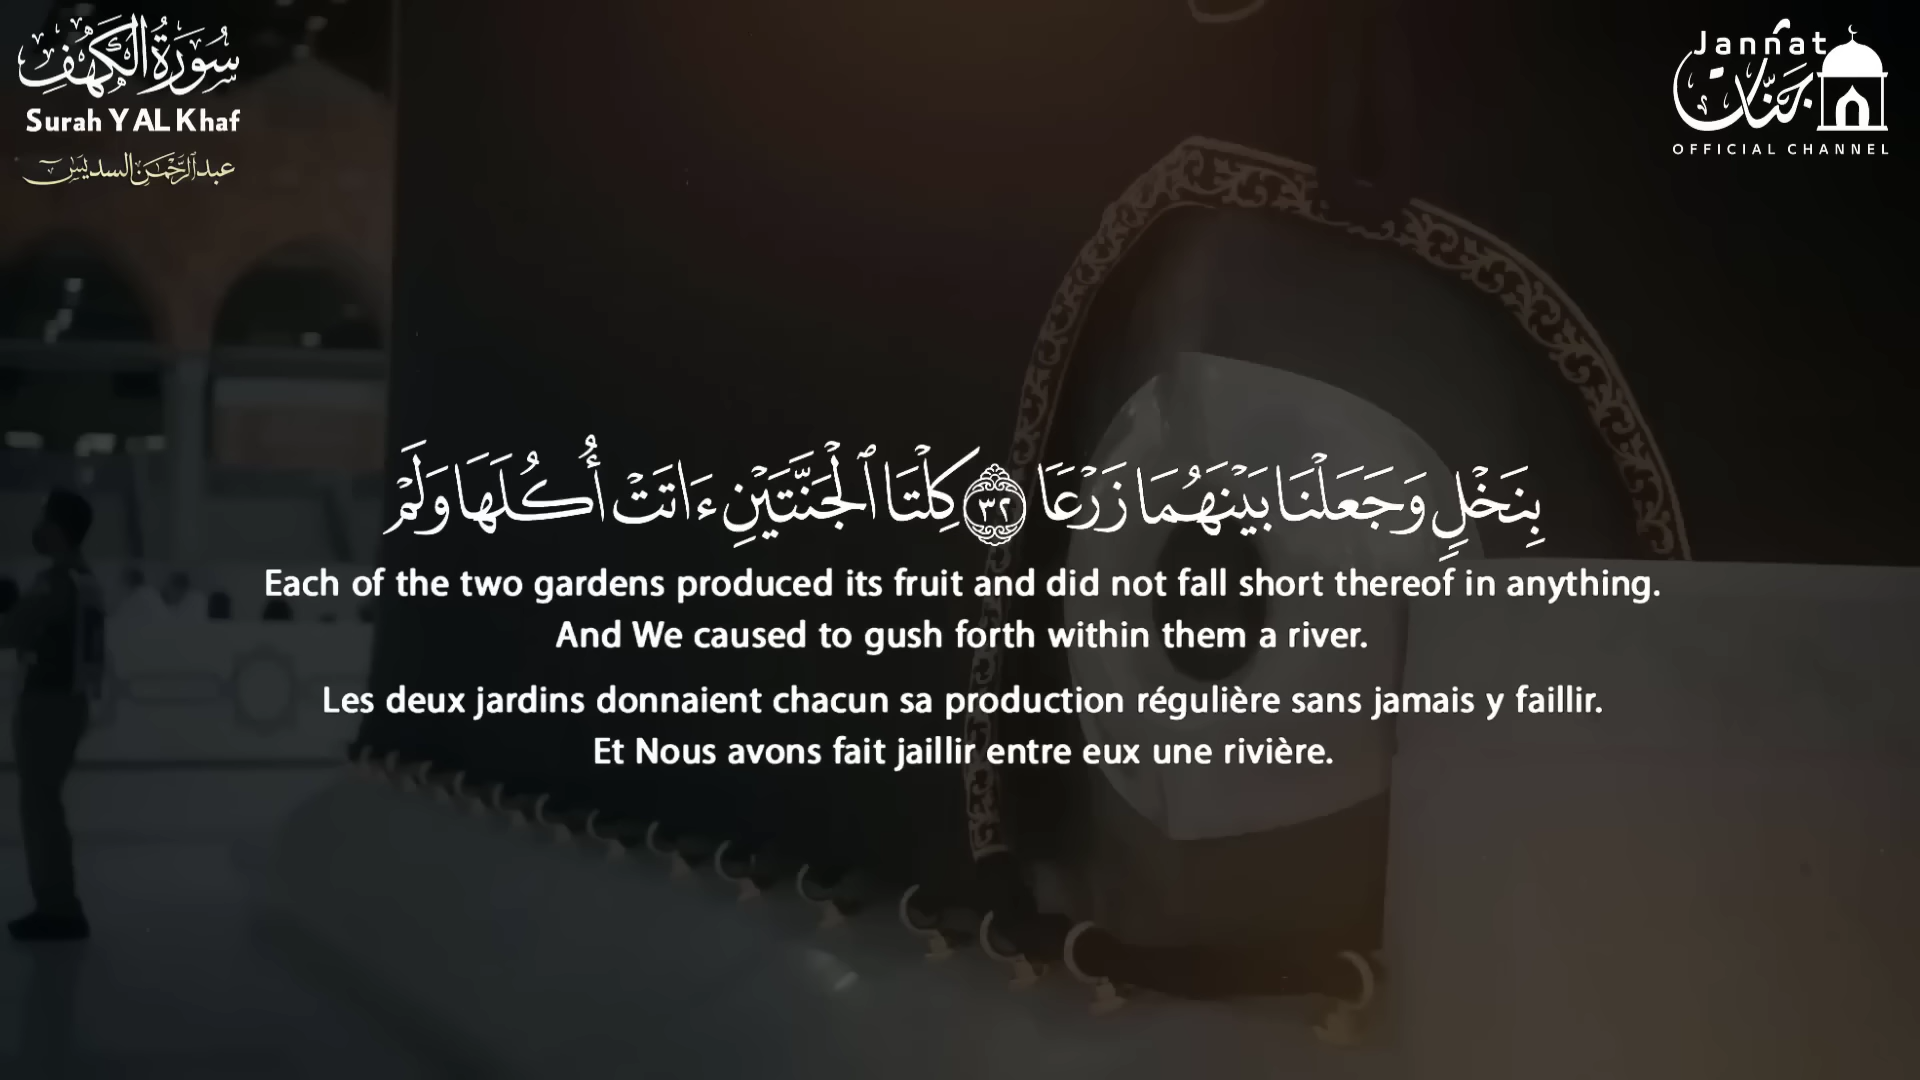 سُورَةُ الكَهْفِ
Surah YAL Khaf
عبد الرَّحْمَن السديس
Jannat
جَنَّات
OFFICIAL CHANNEL
بِنَخْلٍ وَجَعَلْنَا بَيْنَهُمَا زَرْعًا ٣٢ كِلْتَا ٱلْجَنَّتَيْنِ ءَاتَتْ أُكُلَهَا وَلَمْ
Each of the two gardens produced its fruit and did not fall short thereof in anything.
And We caused to gush forth within them a river.
Les deux jardins donnaient chacun sa production régulière sans jamais y faillir.
Et Nous avons fait jaillir entre eux une rivière.